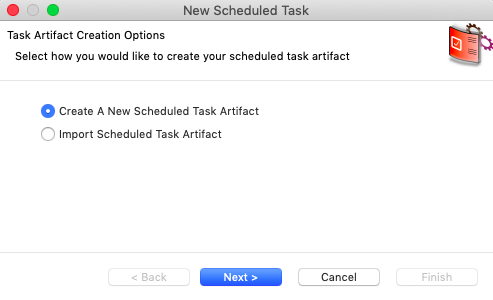 New Scheduled Task
Task Artifact Creation Options
Select how you would like to create your scheduled task artifact
Create A New Scheduled Task Artifact
Import Scheduled Task Artifact
< Back
Next >
Cancel
Finish